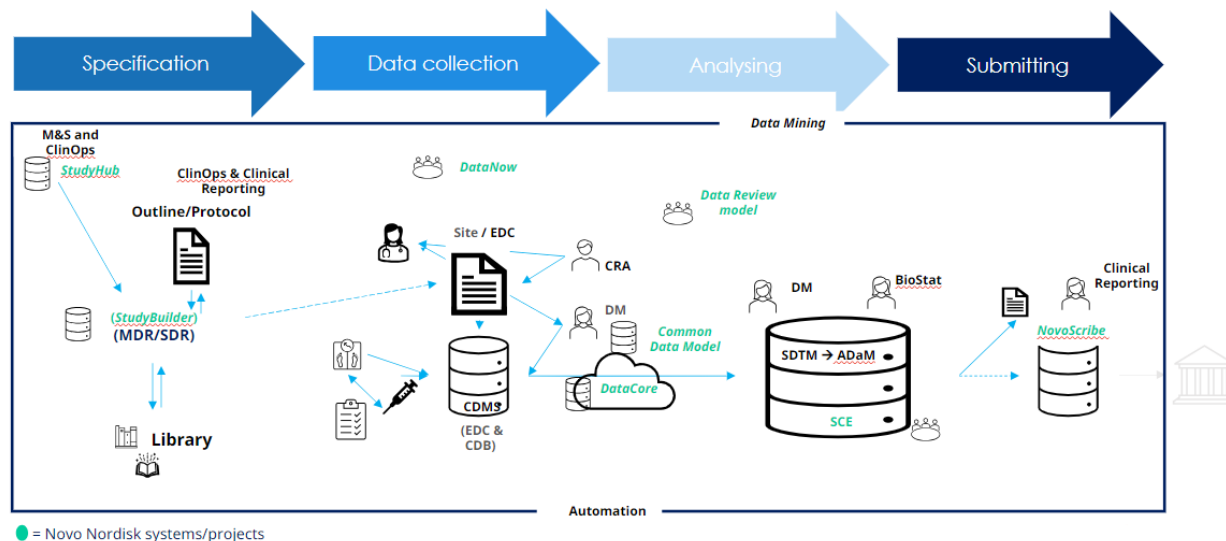 Specification
Data collection
Analysing
Submitting
Data Mining
M&S and
ClinOps
StudyHub
ClinOps & Clinical
Reporting
Outline/Protocol
(StudyBuilder)
(MDR/SDR)
Library
DataNow
Site / EDC
CRA
DM
CDMS
(EDC &
CDB)
Common
Data Model
DataCore
Data Review
model
DM
BioStat
SDTM → ADaM
SCE
Clinical
Reporting
NovoScribe
Automation
= Novo Nordisk systems/projects